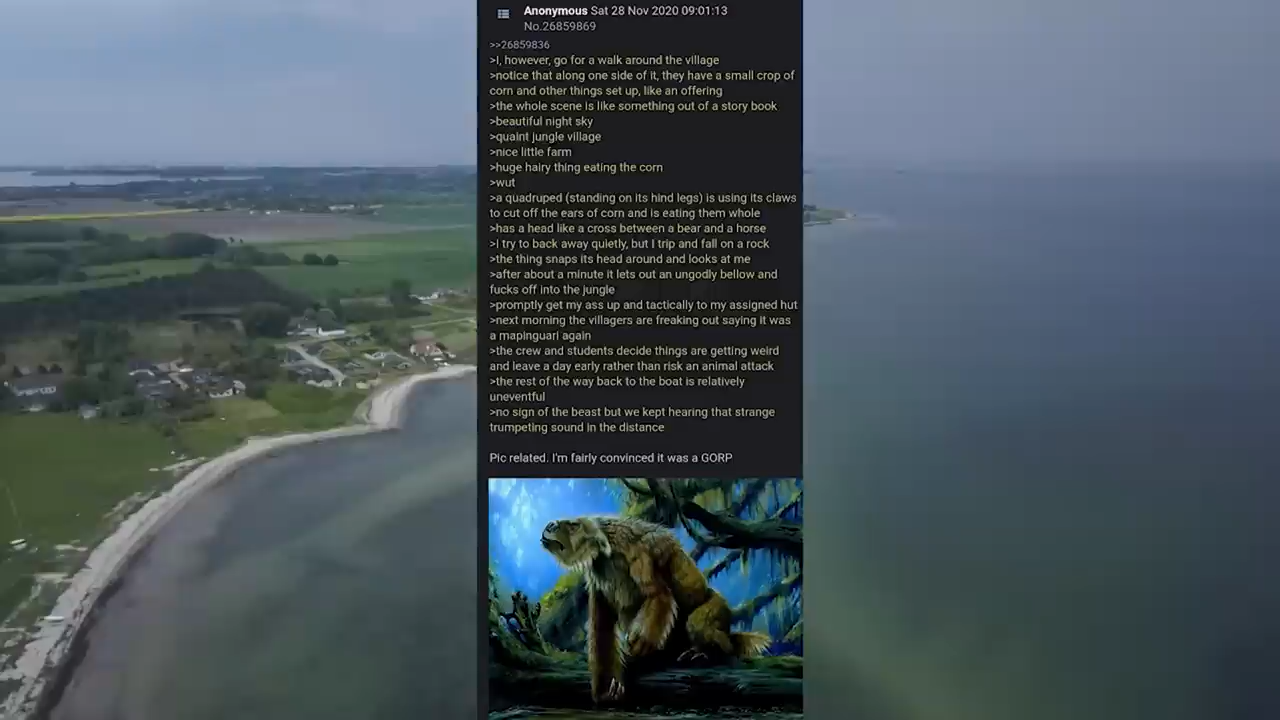 Anonymous Sat 28 Nov 2020 09:01:13
No.26859869
>>26859836
>I, however, go for a walk around the village
>notice that along one side of it, they have a small crop of
corn and other things set up, like an offering
>the whole scene is like something out of a story book
>beautiful night sky
>quaint jungle village
>nice little farm
>huge hairy thing eating the corn
>wut
>a quadruped (standing on its hind legs) is using its claws
to cut off the ears of corn and is eating them whole
>has a head like a cross between a bear and a horse
>I try to back away quietly, but I trip and fall on a rock
>the thing snaps its head around and looks at me
>after about a minute it lets out an ungodly bellow and
fucks off into the jungle
>promptly get my ass up and tactically to my assigned hut
>next morning the villagers are freaking out saying it was
a mapinguari again
>the crew and students decide things are getting weird
and leave a day early rather than risk an animal attack
>the rest of the way back to the boat is relatively
uneventful
>no sign of the beast but we kept hearing that strange
trumpeting sound in the distance
Pic related. I'm fairly convinced it was a GORP